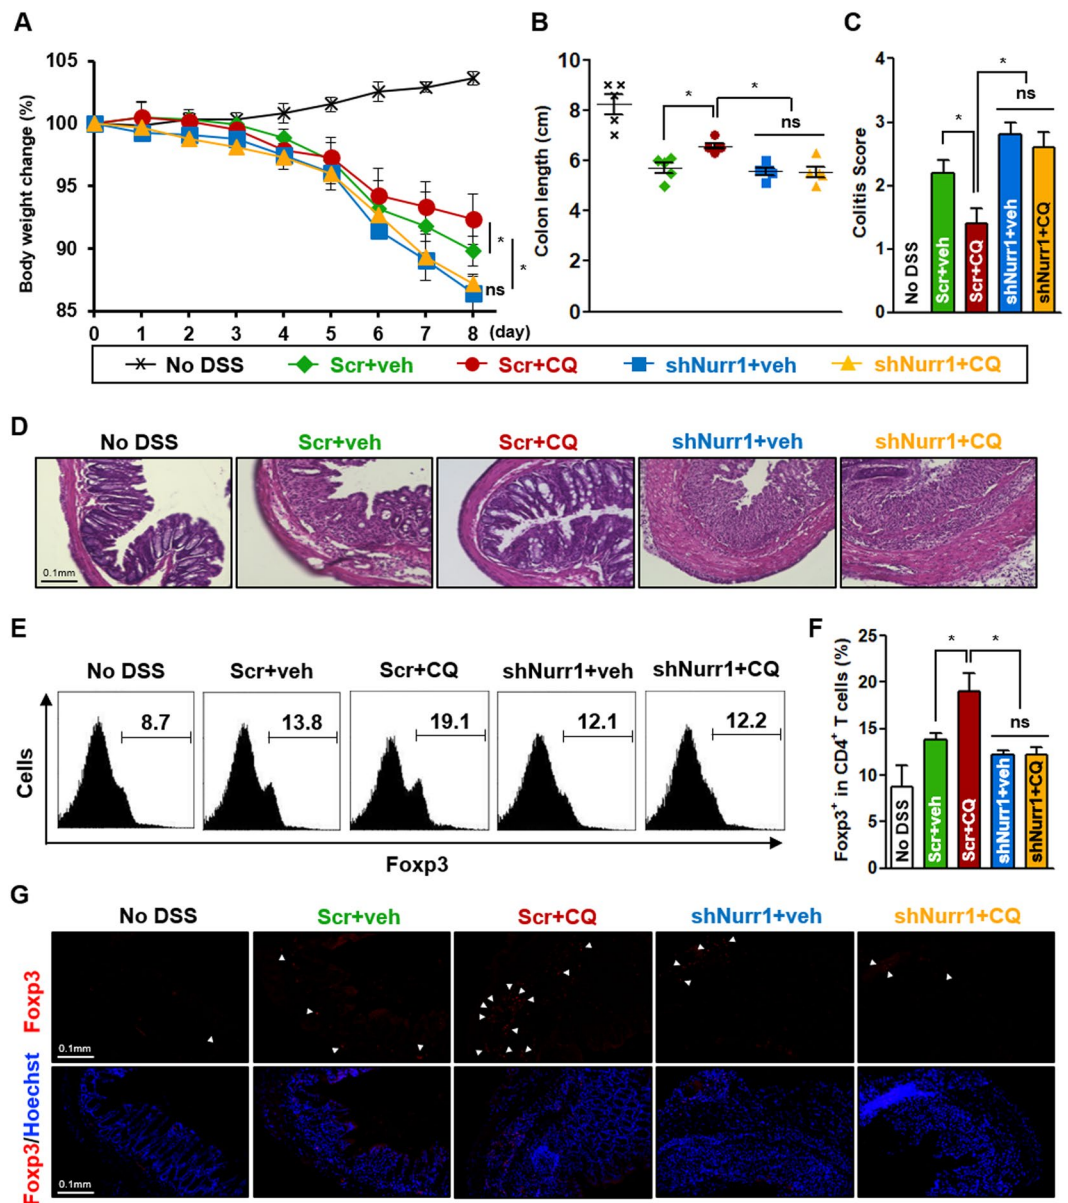 A
B
C
105
100
95
90
85
Body weight change (%)
0 1 2 3 4 5 6 7 8 (day)
*
*
ns
10
8
6
4
2
0
Colon length (cm)
* *
ns
4
3
2
1
0
Colitis Score
*
*
ns
No DSS
Scr+veh
Scr+CQ
shNurr1+veh
shNurr1+CQ
No DSS Scr+veh Scr+CQ shNurr1+veh shNurr1+CQ
D
No DSS Scr+veh Scr+CQ shNurr1+veh shNurr1+CQ
0.1mm
E
No DSS Scr+veh Scr+CQ shNurr1+veh shNurr1+CQ
8.7 13.8 19.1 12.1 12.2
Cells
Foxp3
F
25
20
15
10
5
0
Foxp3+ in CD4+ T cells (%)
* *
ns
No DSS
Scr+veh
Scr+CQ
shNurr1+veh
shNurr1+CQ
G
No DSS Scr+veh Scr+CQ shNurr1+veh shNurr1+CQ
Foxp3
0.1mm
Foxp3/Hoechst
0.1mm